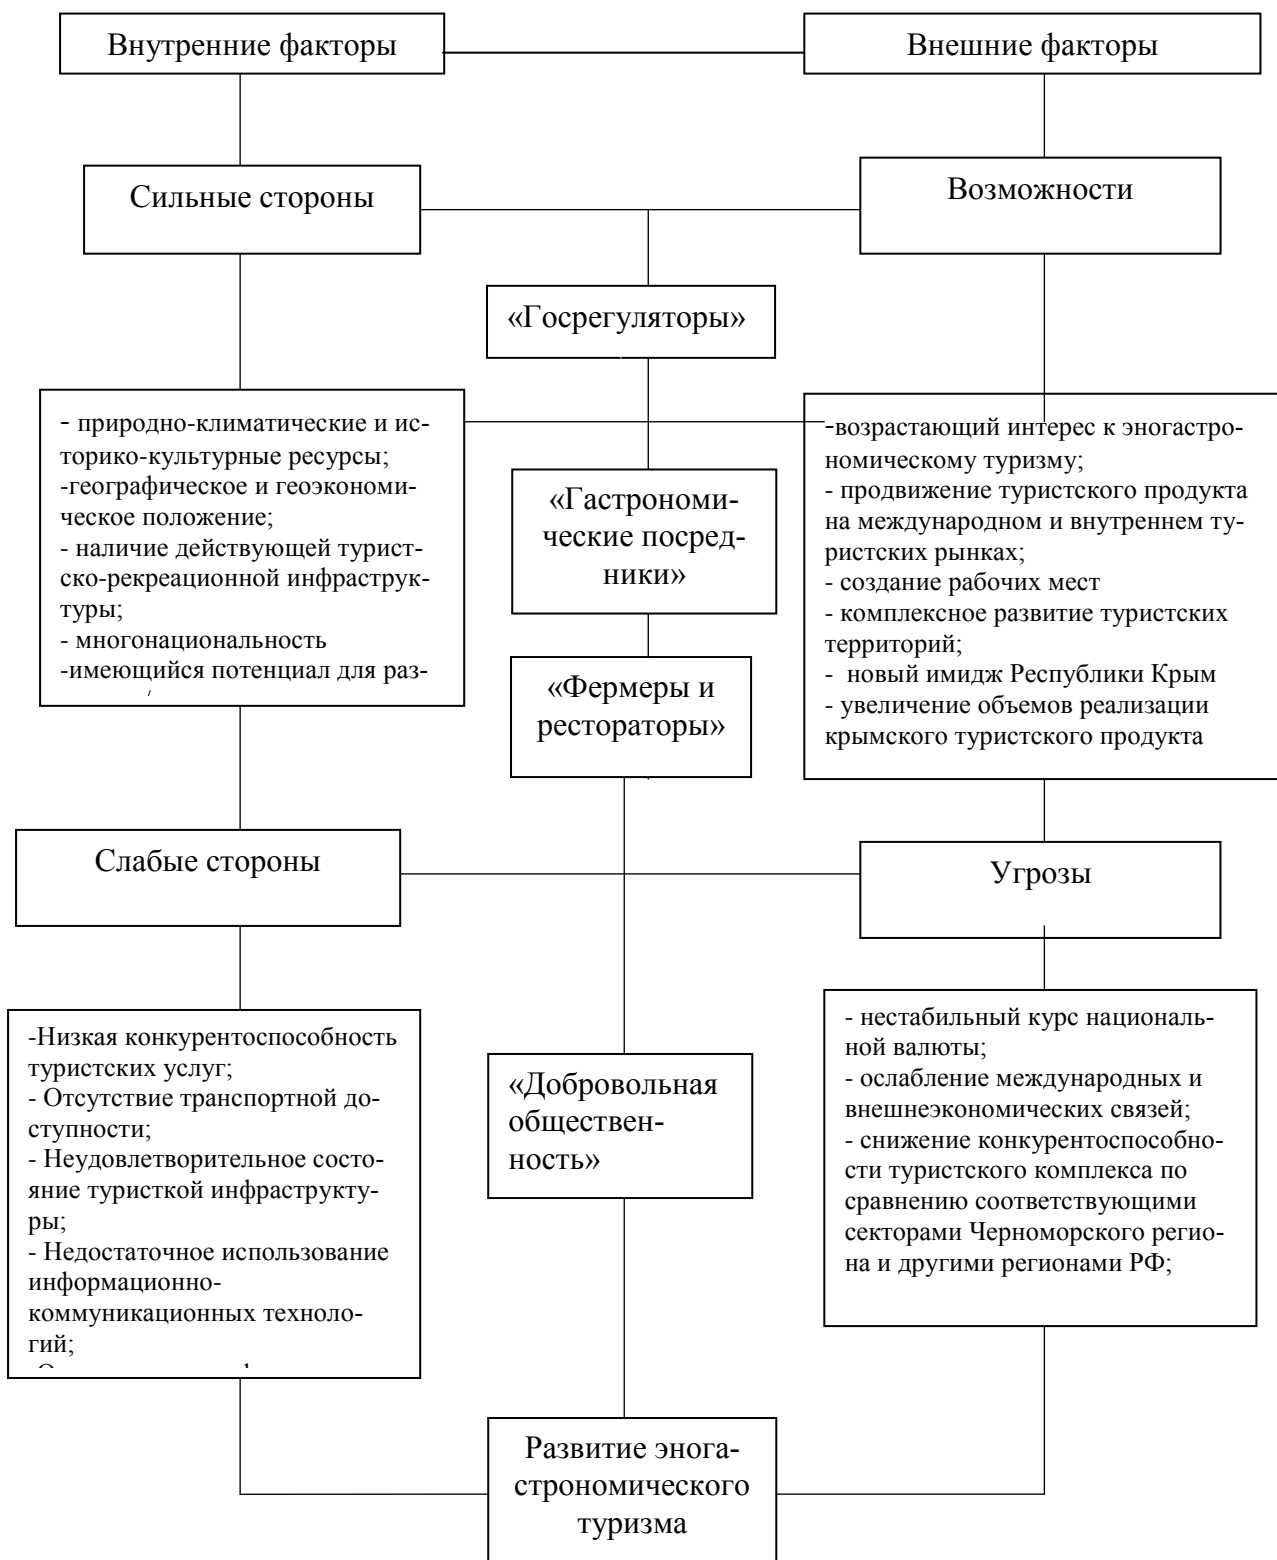 Внутренние факторы
Внешние факторы
Сильные стороны
Возможности
«Госрегуляторы»
- природно-климатические и ис-
торико-культурные ресурсы;
-географическое и геоэкономи-
ческое положение;
- наличие действующей турист-
ско-рекреационной инфраструк-
туры;
- многонациональность
-имеющийся потенциал для раз-
-возрастающий интерес к эногастро-
номическому туризму;
- продвижение туристского продукта
на международном и внутреннем ту-
ристских рынках;
- создание рабочих мест
- комплексное развитие туристских
территорий;
- новый имидж Республики Крым
- увеличение объемов реализации
крымского туристского продукта
«Гастрономи-
ческие посред-
ники»
«Фермеры и
рестораторы»
Слабые стороны
Угрозы
-Низкая конкурентоспособность
туристских услуг;
- Отсутствие транспортной до-
ступности;
- Неудовлетворительное состо-
яние туристкой инфраструкту-
ры;
- Недостаточное использование
информационно-
коммуникационных техноло-
гий;
«Добровольная
обществен-
ность»
- нестабильный курс националь-
ной валюты;
- ослабление международных и
внешнеэкономических связей;
- снижение конкурентоспособно-
сти туристского комплекса по
сравнению соответствующими
секторами Черноморского регио-
на и другими регионами РФ;
Развитие энога-
строномического
туризма